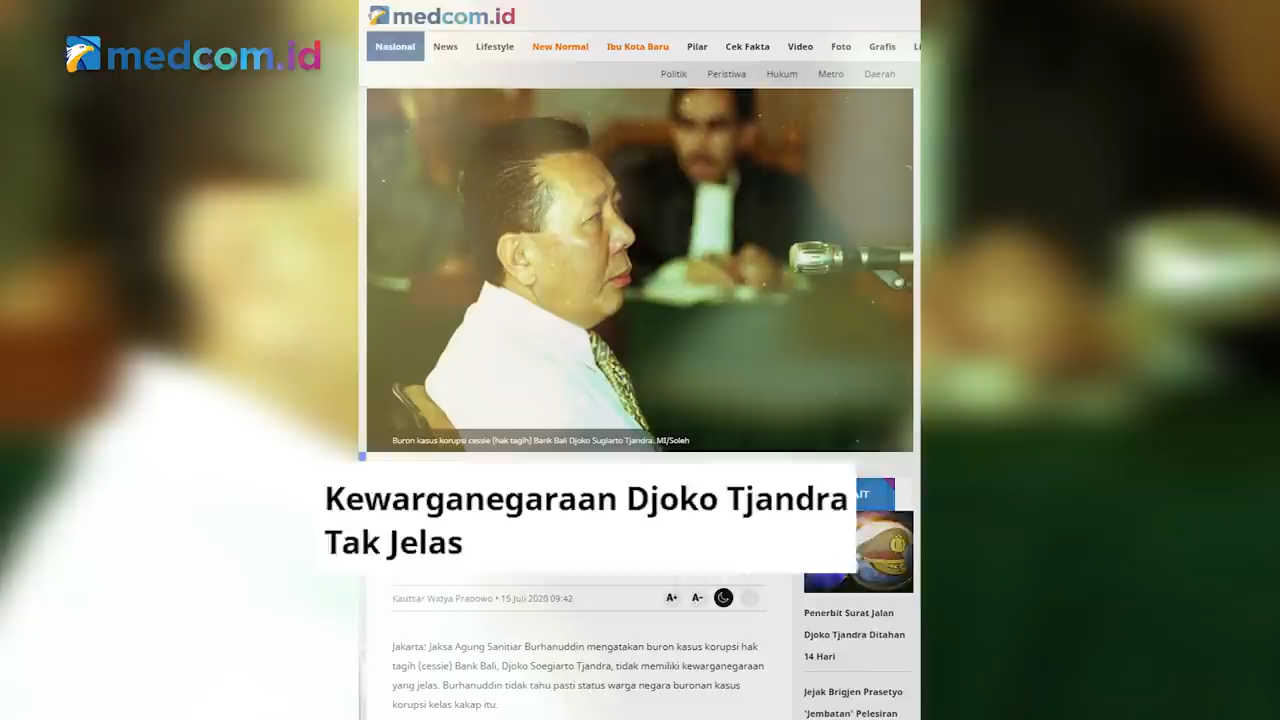 medcom.id
medcom.id
Nasional News Lifestyle New Normal Ibu Kota Baru Pilar Cek Fakta Video Foto Grafis
Politik Peristiwa Hukum Metro Daerah
Buron kasus korupsi cessie (hak tagih) Bank Bali Djoko Sugiarto Tjandra. MI/Soleh
Kewarganegaraan Djoko Tjandra
Tak Jelas
Kautsar Widya Prabowo • 15 Juli 2020 09:42
A+ A-
Jakarta: Jaksa Agung Sanitiar Burhanuddin mengatakan buron kasus korupsi hak
tagih (cessie) Bank Bali, Djoko Soegiarto Tjandra, tidak memiliki kewarganegaraan
yang jelas. Burhanuddin tidak tahu pasti status warga negara buronan kasus
korupsi kelas kakap itu.
Penerbit Surat Jalan
Djoko Tjandra Ditahan
14 Hari
Jejak Brigjen Prasetyo
'Jembatan' Pelesiran